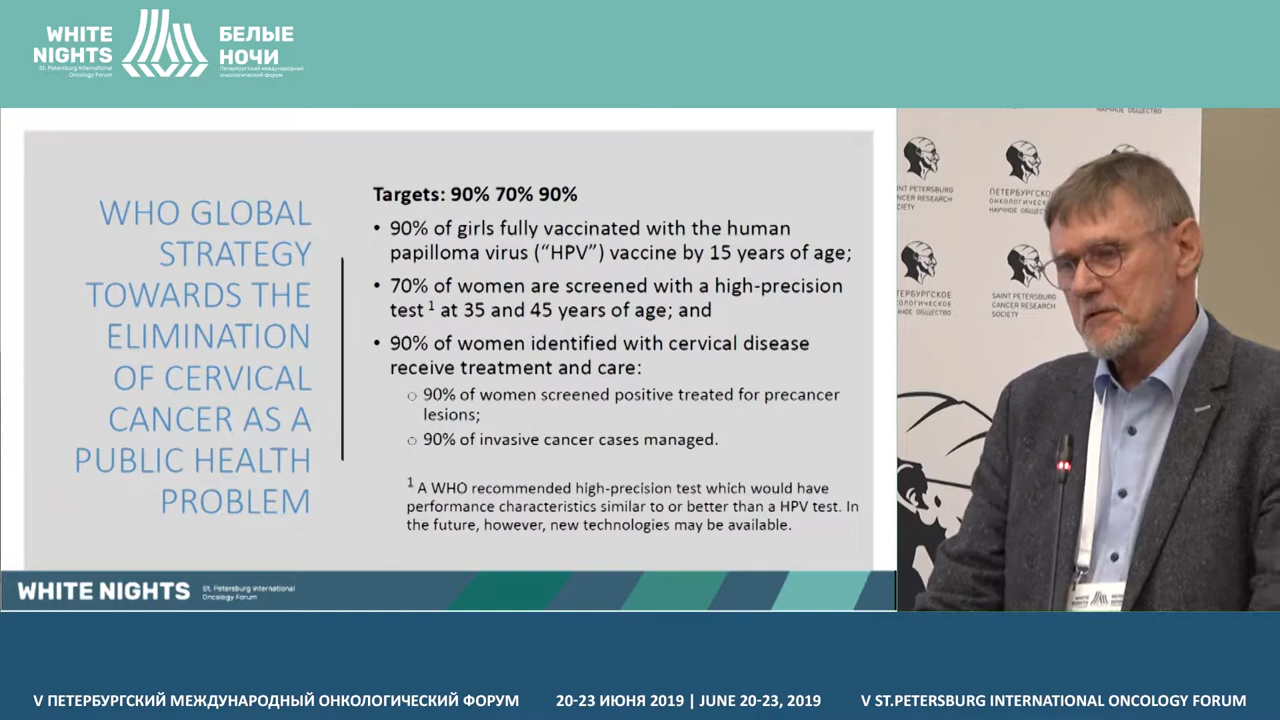 WHITE
NIGHTS
St. Petersburg International
Oncology Forum
БЕЛЫЕ
НОЧИ
Петербургский международный
онкологический форум
WHO GLOBAL
STRATEGY
TOWARDS THE
ELIMINATION
OF CERVICAL
CANCER AS A
PUBLIC HEALTH
PROBLEM
Targets: 90% 70% 90%
• 90% of girls fully vaccinated with the human
papilloma virus (“HPV”) vaccine by 15 years of age;
• 70% of women are screened with a high-precision
test 1 at 35 and 45 years of age; and
• 90% of women identified with cervical disease
receive treatment and care:
○ 90% of women screened positive treated for precancer
lesions;
○ 90% of invasive cancer cases managed.
1 A WHO recommended high-precision test which would have
performance characteristics similar to or better than a HPV test. In
the future, however, new technologies may be available.
WHITE NIGHTS
St. Petersburg International
Oncology Forum
НАУЧНОЕ ОБЩЕСТВО
SAINT PETERSBURG
CANCER RESEARCH
SOCIETY
WHITE
NIGHTS
V ПЕТЕРБУРГСКИЙ МЕЖДУНАРОДНЫЙ ОНКОЛОГИЧЕСКИЙ ФОРУМ
20-23 ИЮНЯ 2019 | JUNE 20-23, 2019
V ST.PETERSBURG INTERNATIONAL ONCOLOGY FORUM